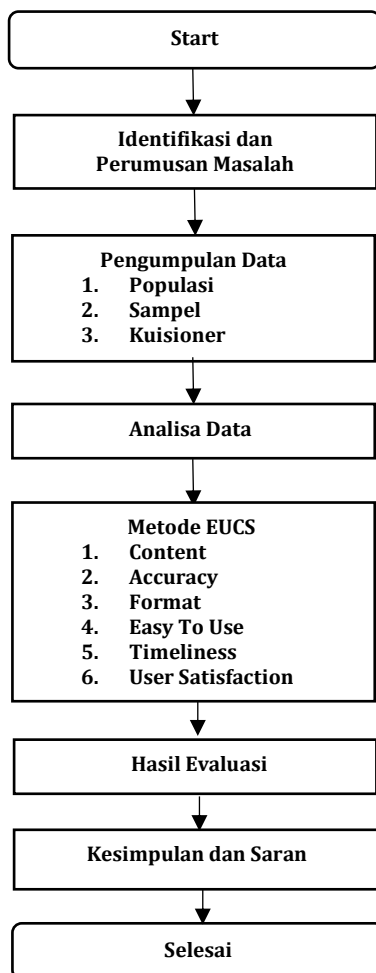 Start
Identifikasi dan
Perumusan Masalah
Pengumpulan Data
1. Populasi
2. Sampel
3. Kuisioner
Analisa Data
Metode EUCS
1. Content
2. Accuracy
3. Format
4. Easy To Use
5. Timeliness
6. User Satisfaction
Hasil Evaluasi
Kesimpulan dan Saran
Selesai